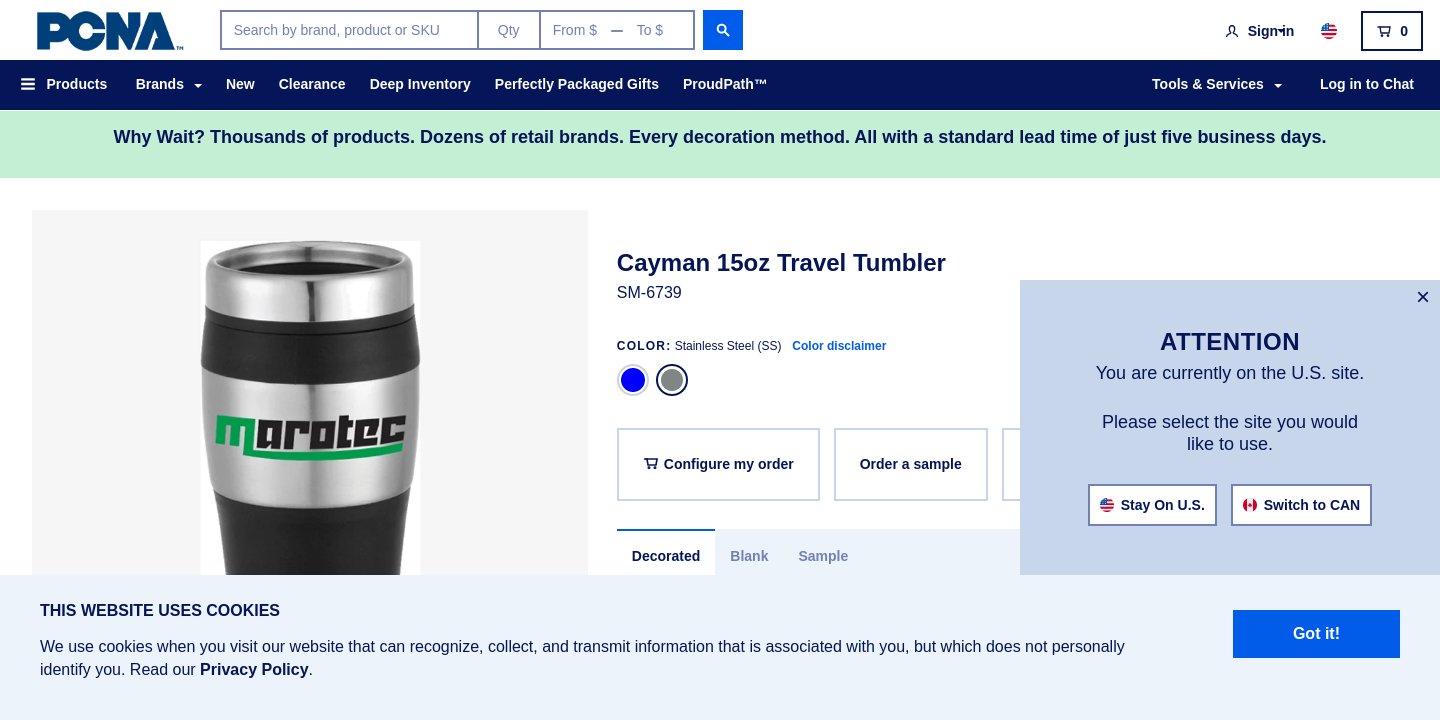 PCNA™
Search by brand, product or SKU
Qty
From $
To $
Sign in
0
Products
Brands
New
Clearance
Deep Inventory
Perfectly Packaged Gifts
ProudPath™
Tools & Services
Log in to Chat
Why Wait? Thousands of products. Dozens of retail brands. Every decoration method. All with a standard lead time of just five business days.
marotec
Cayman 15oz Travel Tumbler
SM-6739
COLOR: Stainless Steel (SS) Color disclaimer
Configure my order
Order a sample
Decorated
Blank
Sample
ATTENTION
You are currently on the U.S. site.
Please select the site you would
like to use.
Stay On U.S.
Switch to CAN
THIS WEBSITE USES COOKIES
We use cookies when you visit our website that can recognize, collect, and transmit information that is associated with you, but which does not personally
identify you. Read our Privacy Policy.
Got it!